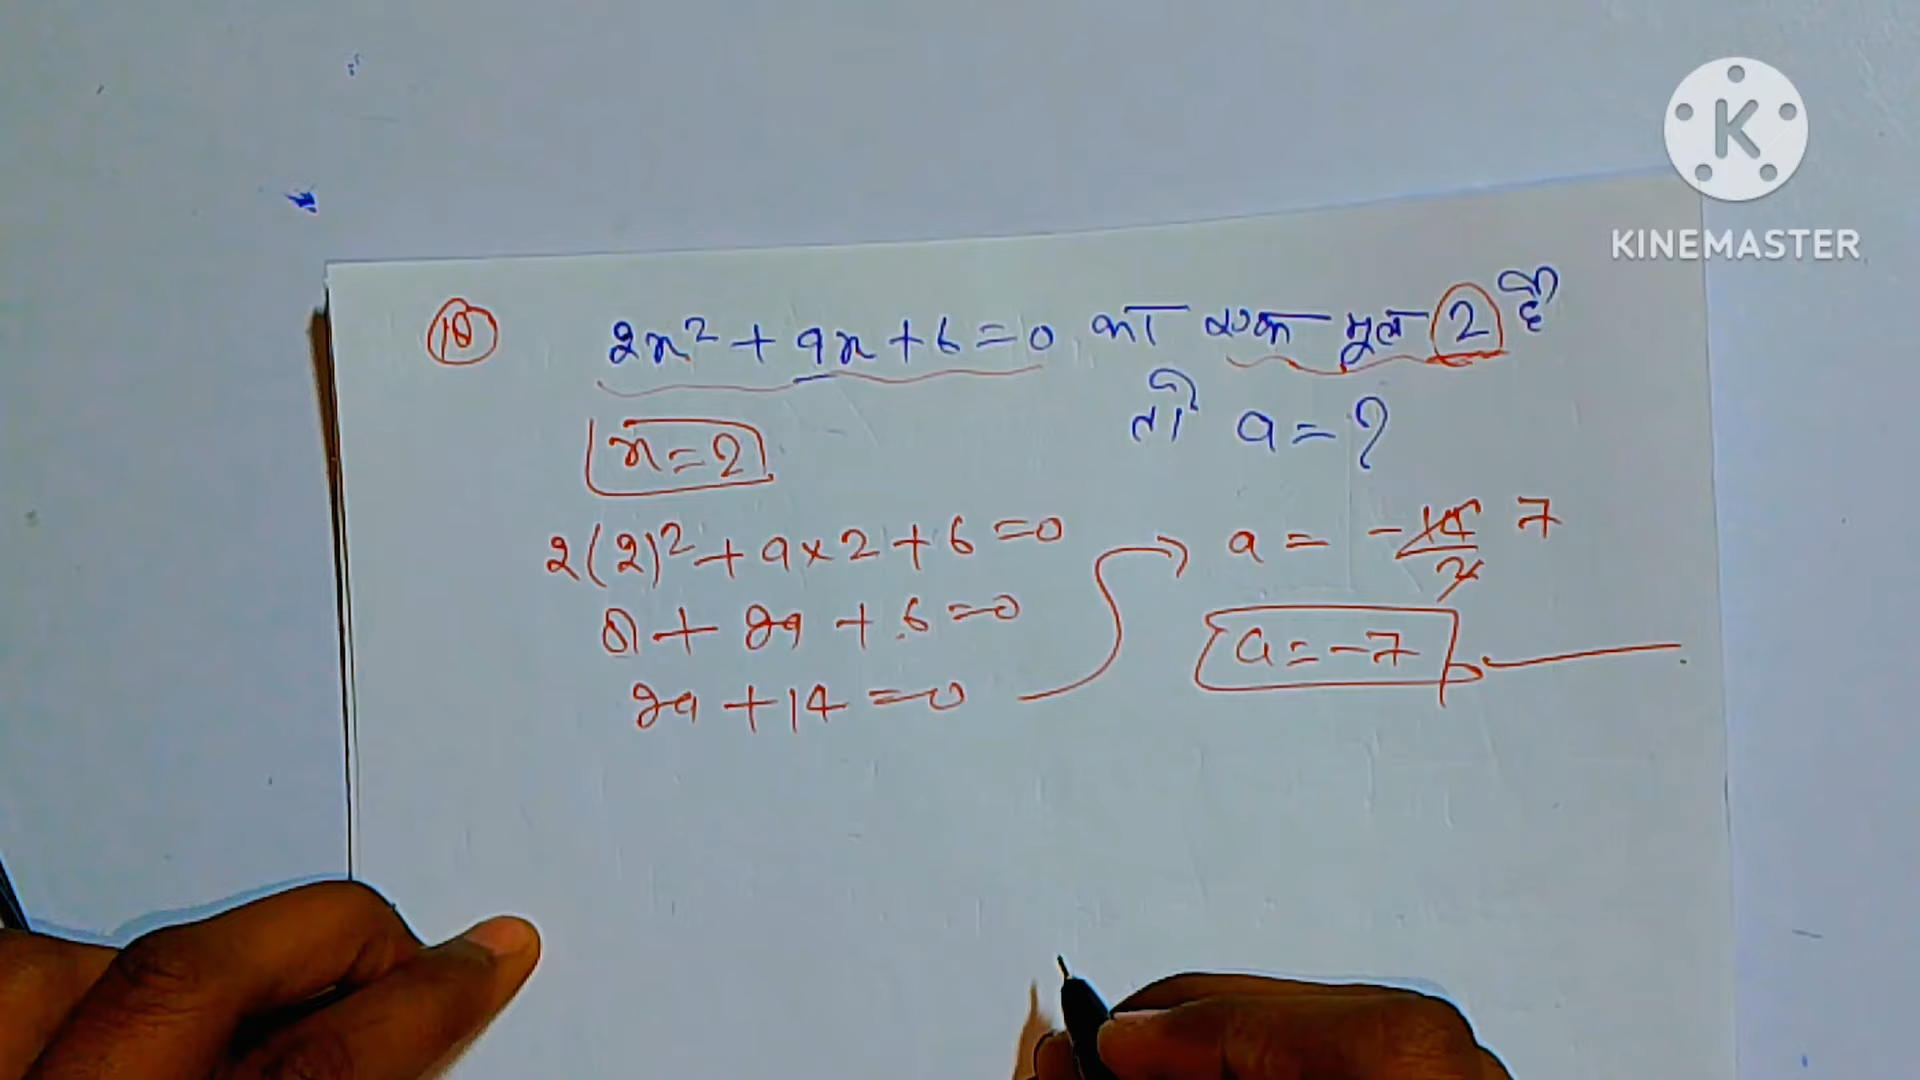 K
KINEMASTER
2x² + ax + 6 = 0 का एक मूल 2 है
तो a = ?
x = 2
2(2)² + a × 2 + 6 = 0
8 + 2a + 6 = 0
2a + 14 = 0
a = -14/2 7
a = -7